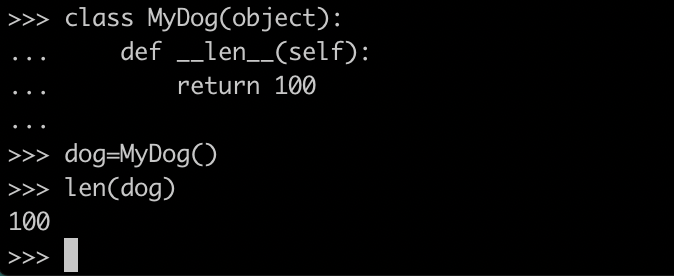 >>> class MyDog(object):
...     def __len__(self):
...         return 100
...
>>> dog=MyDog()
>>> len(dog)
100
>>>